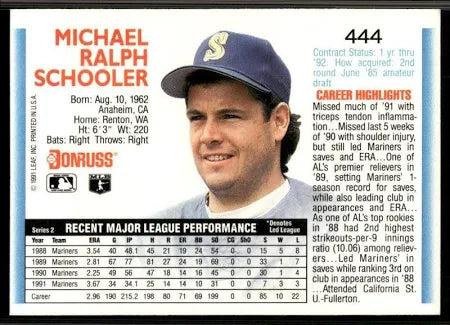 MICHAEL
RALPH
SCHOOLER
Born: Aug. 10, 1962
Anaheim, CA
Home: Renton, WA
Ht: 6'3" Wt: 220
Bats: Right Throws: Right
DONRUSS
© 1991 LEAF, INC. PRINTED IN U.S.A.
S
444
Contract Status: 1 yr. thru
'92. How acquired: 2nd
round June '85 amateur
draft
CAREER HIGHLIGHTS
Missed much of '91 with
triceps tendon inflamma-
tion...Missed last 5 weeks
of '90 with shoulder injury,
but still led Mariners in
saves and ERA...One of
AL's premier relievers in
'89, setting Mariners' 1-
season record for saves,
while also leading club in
appearances and ERA...
As one of AL's top rookies
in '88 had 2nd highest
strikeouts-per-9 innings
ratio (10.06) among reliev-
ers...Led Mariners' in
saves while ranking 3rd on
club in appearances in '88
...Attended California St.
U.-Fullerton.
Series 2 RECENT MAJOR LEAGUE PERFORMANCE *Denotes Led League
Year Team ERA G IP H R ER BB SO CG ShO S W L
1988 Mariners 3.54 40 48.1 45 21 19 24 54 0 0 15 5 8
1989 Mariners 2.81 67 77 81 27 24 19 69 0 0 33 1 7
1990 Mariners 2.25 49 56 47 18 14 16 45 0 0 30 1 4
1991 Mariners 3.67 34 34.1 25 14 14 10 31 0 0 7 3 3
Career 2.96 190 215.2 198 80 71 79 199 0 0 85 10 22